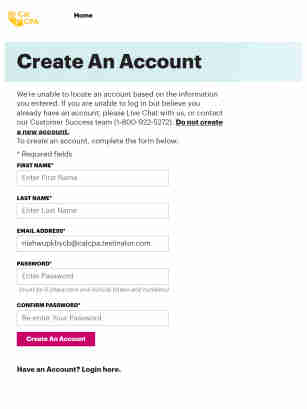 Cal
CPA
Home
Create An Account
We're unable to locate an account based on the information
you entered. If you are unable to log in but believe you
already have an account, please Live Chat with us, or contact
our Customer Success team (1-800-922-5272). Do not create
a new account.
To create an account, complete the form below.
* Required fields
FIRST NAME*
Enter First Name
LAST NAME*
Enter Last Name
EMAIL ADDRESS*
PASSWORD*
Enter Password
(must be 8 characters and include letters and numbers)
CONFIRM PASSWORD*
Re-enter Your Password
Create An Account
Have an Account? Login here.